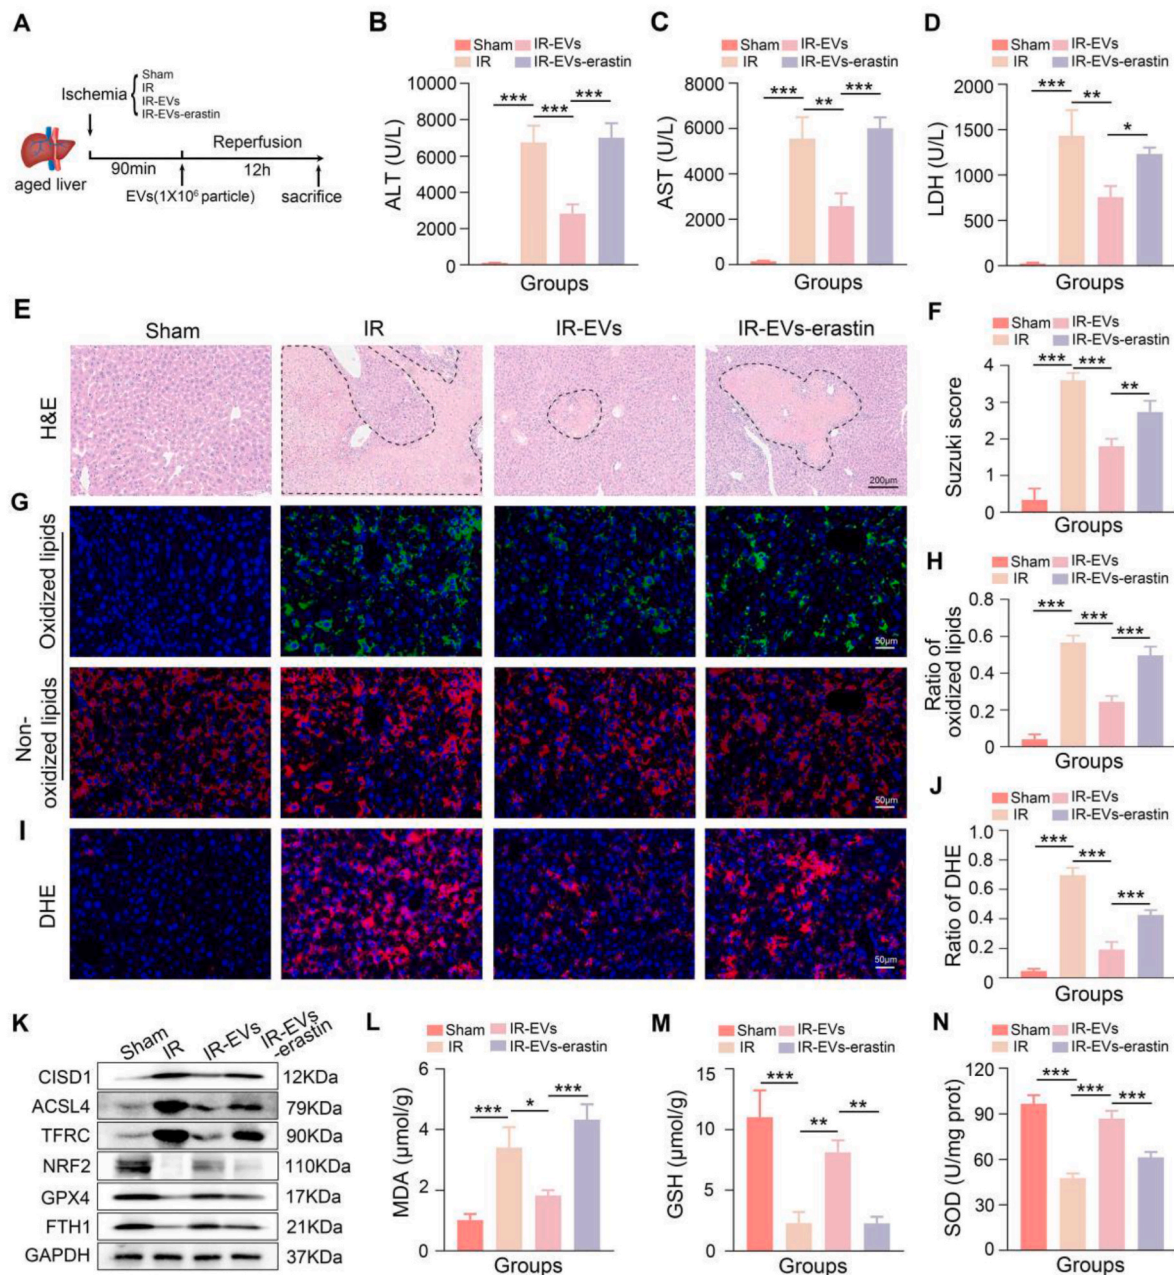 A
Ischemia
Sham
IR
IR-EVs
IR-EVs-erastin
Reperfusion
90min
12h
aged liver
EVs(1X10⁶ particle)
sacrifice
B
Sham
IR-EVs
IR
IR-EVs-erastin
ALT (U/L)
10000
8000
6000
4000
2000
0
***
***
***
Groups
C
Sham
IR-EVs
IR
IR-EVs-erastin
AST (U/L)
8000
6000
4000
2000
0
***
**
***
Groups
D
Sham
IR-EVs
IR
IR-EVs-erastin
LDH (U/L)
2000
1500
1000
500
0
***
**
*
Groups
E
Sham
IR
IR-EVs
IR-EVs-erastin
H&E
200μm
F
Sham
IR-EVs
IR
IR-EVs-erastin
Suzuki score
4
3
2
1
0
***
***
**
Groups
G
Oxidized lipids
50μm
Non-
oxidized lipids
50μm
H
Sham
IR-EVs
IR
IR-EVs-erastin
Ratio of
oxidized lipids
0.8
0.6
0.4
0.2
0
***
***
***
Groups
I
DHE
50μm
J
Sham
IR-EVs
IR
IR-EVs-erastin
Ratio of DHE
1.0
0.8
0.6
0.4
0.2
0
***
***
***
Groups
K
Sham
IR
IR-EVs
IR-EVs
-erastin
CISD1 12KDa
ACSL4 79KDa
TFRC 90KDa
NRF2 110KDa
GPX4 17KDa
FTH1 21KDa
GAPDH 37KDa
L
Sham
IR-EVs
IR
IR-EVs-erastin
MDA (μmol/g)
6
4
2
0
***
*
***
Groups
M
Sham
IR-EVs
IR
IR-EVs-erastin
GSH (μmol/g)
15
10
5
0
***
**
**
Groups
N
Sham
IR-EVs
IR
IR-EVs-erastin
SOD (U/mg prot)
120
90
60
30
0
***
***
***
Groups